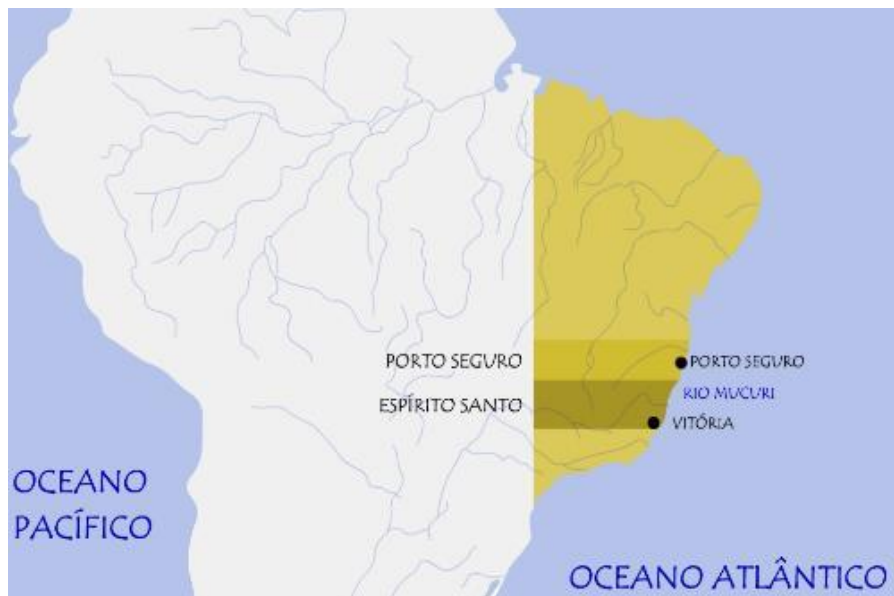 PORTO SEGURO
PORTO SEGURO
RIO MUCURI
ESPÍRITO SANTO
VITÓRIA
OCEANO
PACÍFICO
OCEANO ATLÂNTICO